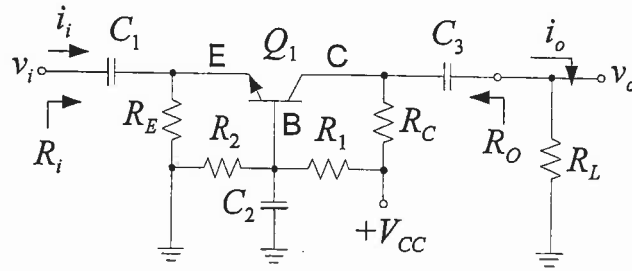 i_i
C_1
E
Q_1
C
C_3
i_o
v_i
v_o
R_i
R_E
R_2
B
R_1
R_C
R_O
R_L
C_2
+V_CC